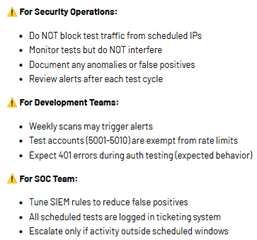 ⚠️ For Security Operations:
• Do NOT block test traffic from scheduled IPs
• Monitor tests but do NOT interfere
• Document any anomalies or false positives
• Review alerts after each test cycle
⚠️ For Development Teams:
• Weekly scans may trigger alerts
• Test accounts (5001-5010) are exempt from rate limits
• Expect 401 errors during auth testing (expected behavior)
⚠️ For SOC Team:
• Tune SIEM rules to reduce false positives
• All scheduled tests are logged in ticketing system
• Escalate only if activity outside scheduled windows